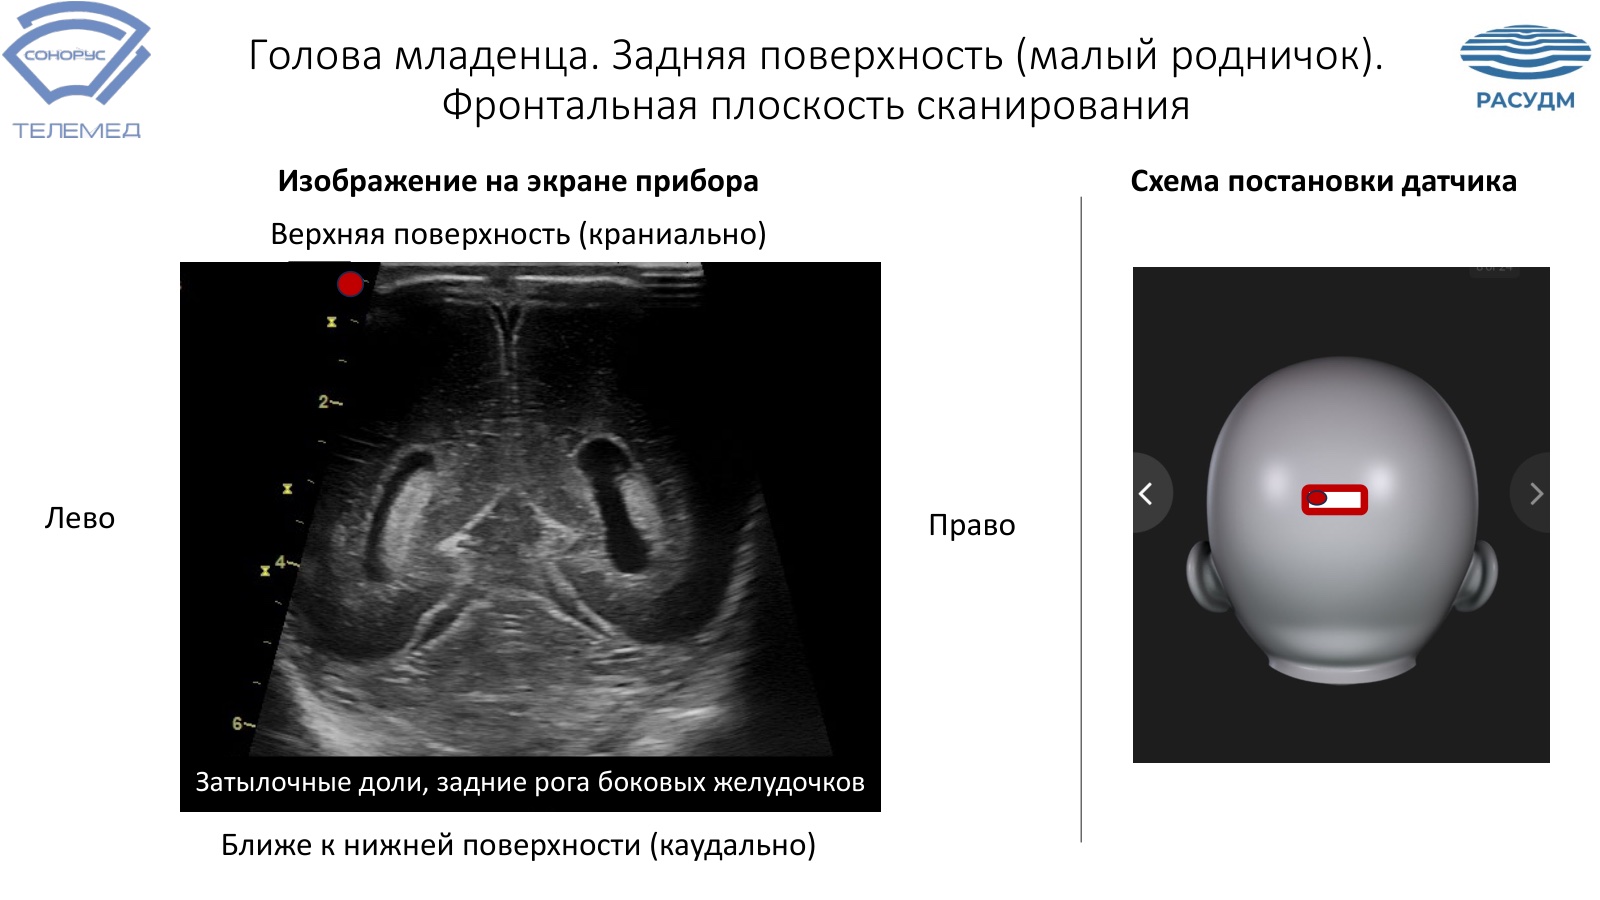 СОНОРУС
ТЕЛЕМЕД
Голова младенца. Задняя поверхность (малый родничок).
Фронтальная плоскость сканирования
РАСУДМ
Изображение на экране прибора
Схема постановки датчика
Верхняя поверхность (краниально)
2
Лево
Право
4
6
Затылочные доли, задние рога боковых желудочков
Ближе к нижней поверхности (каудально)